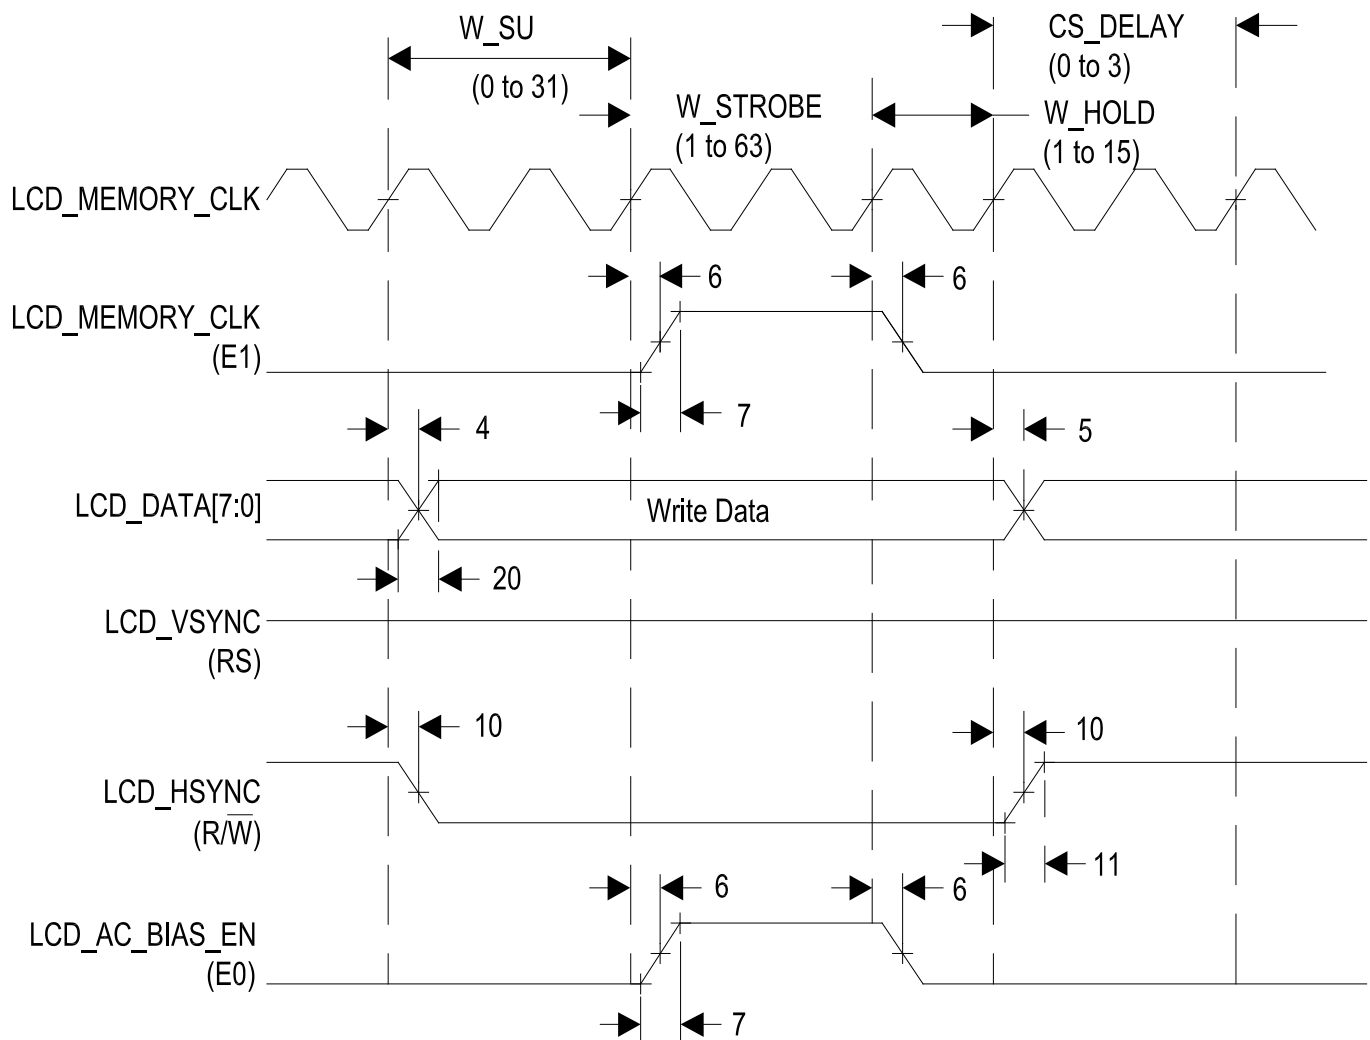 W_SU
(0 to 31)
CS_DELAY
(0 to 3)
W_STROBE
(1 to 63)
W_HOLD
(1 to 15)
LCD_MEMORY_CLK
6
6
LCD_MEMORY_CLK
(E1)
7
4
5
LCD_DATA[7:0]
Write Data
20
LCD_VSYNC
(RS)
10
10
LCD_HSYNC
(R/W̅)
11
6
6
LCD_AC_BIAS_EN
(E0)
7